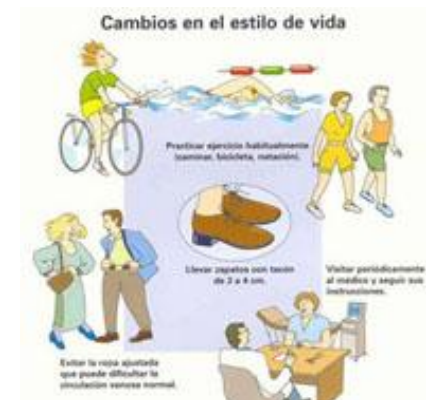 Cambios en el estilo de vida
Practicar ejercicio habitualmente
(caminar, bicicleta, natación).
Llevar zapatos con tacón
de 2 a 4 cm.
Visitar periódicamente
al médico y seguir sus
instrucciones.
Evitar la ropa ajustada
que puede dificultar la
circulación venosa normal.